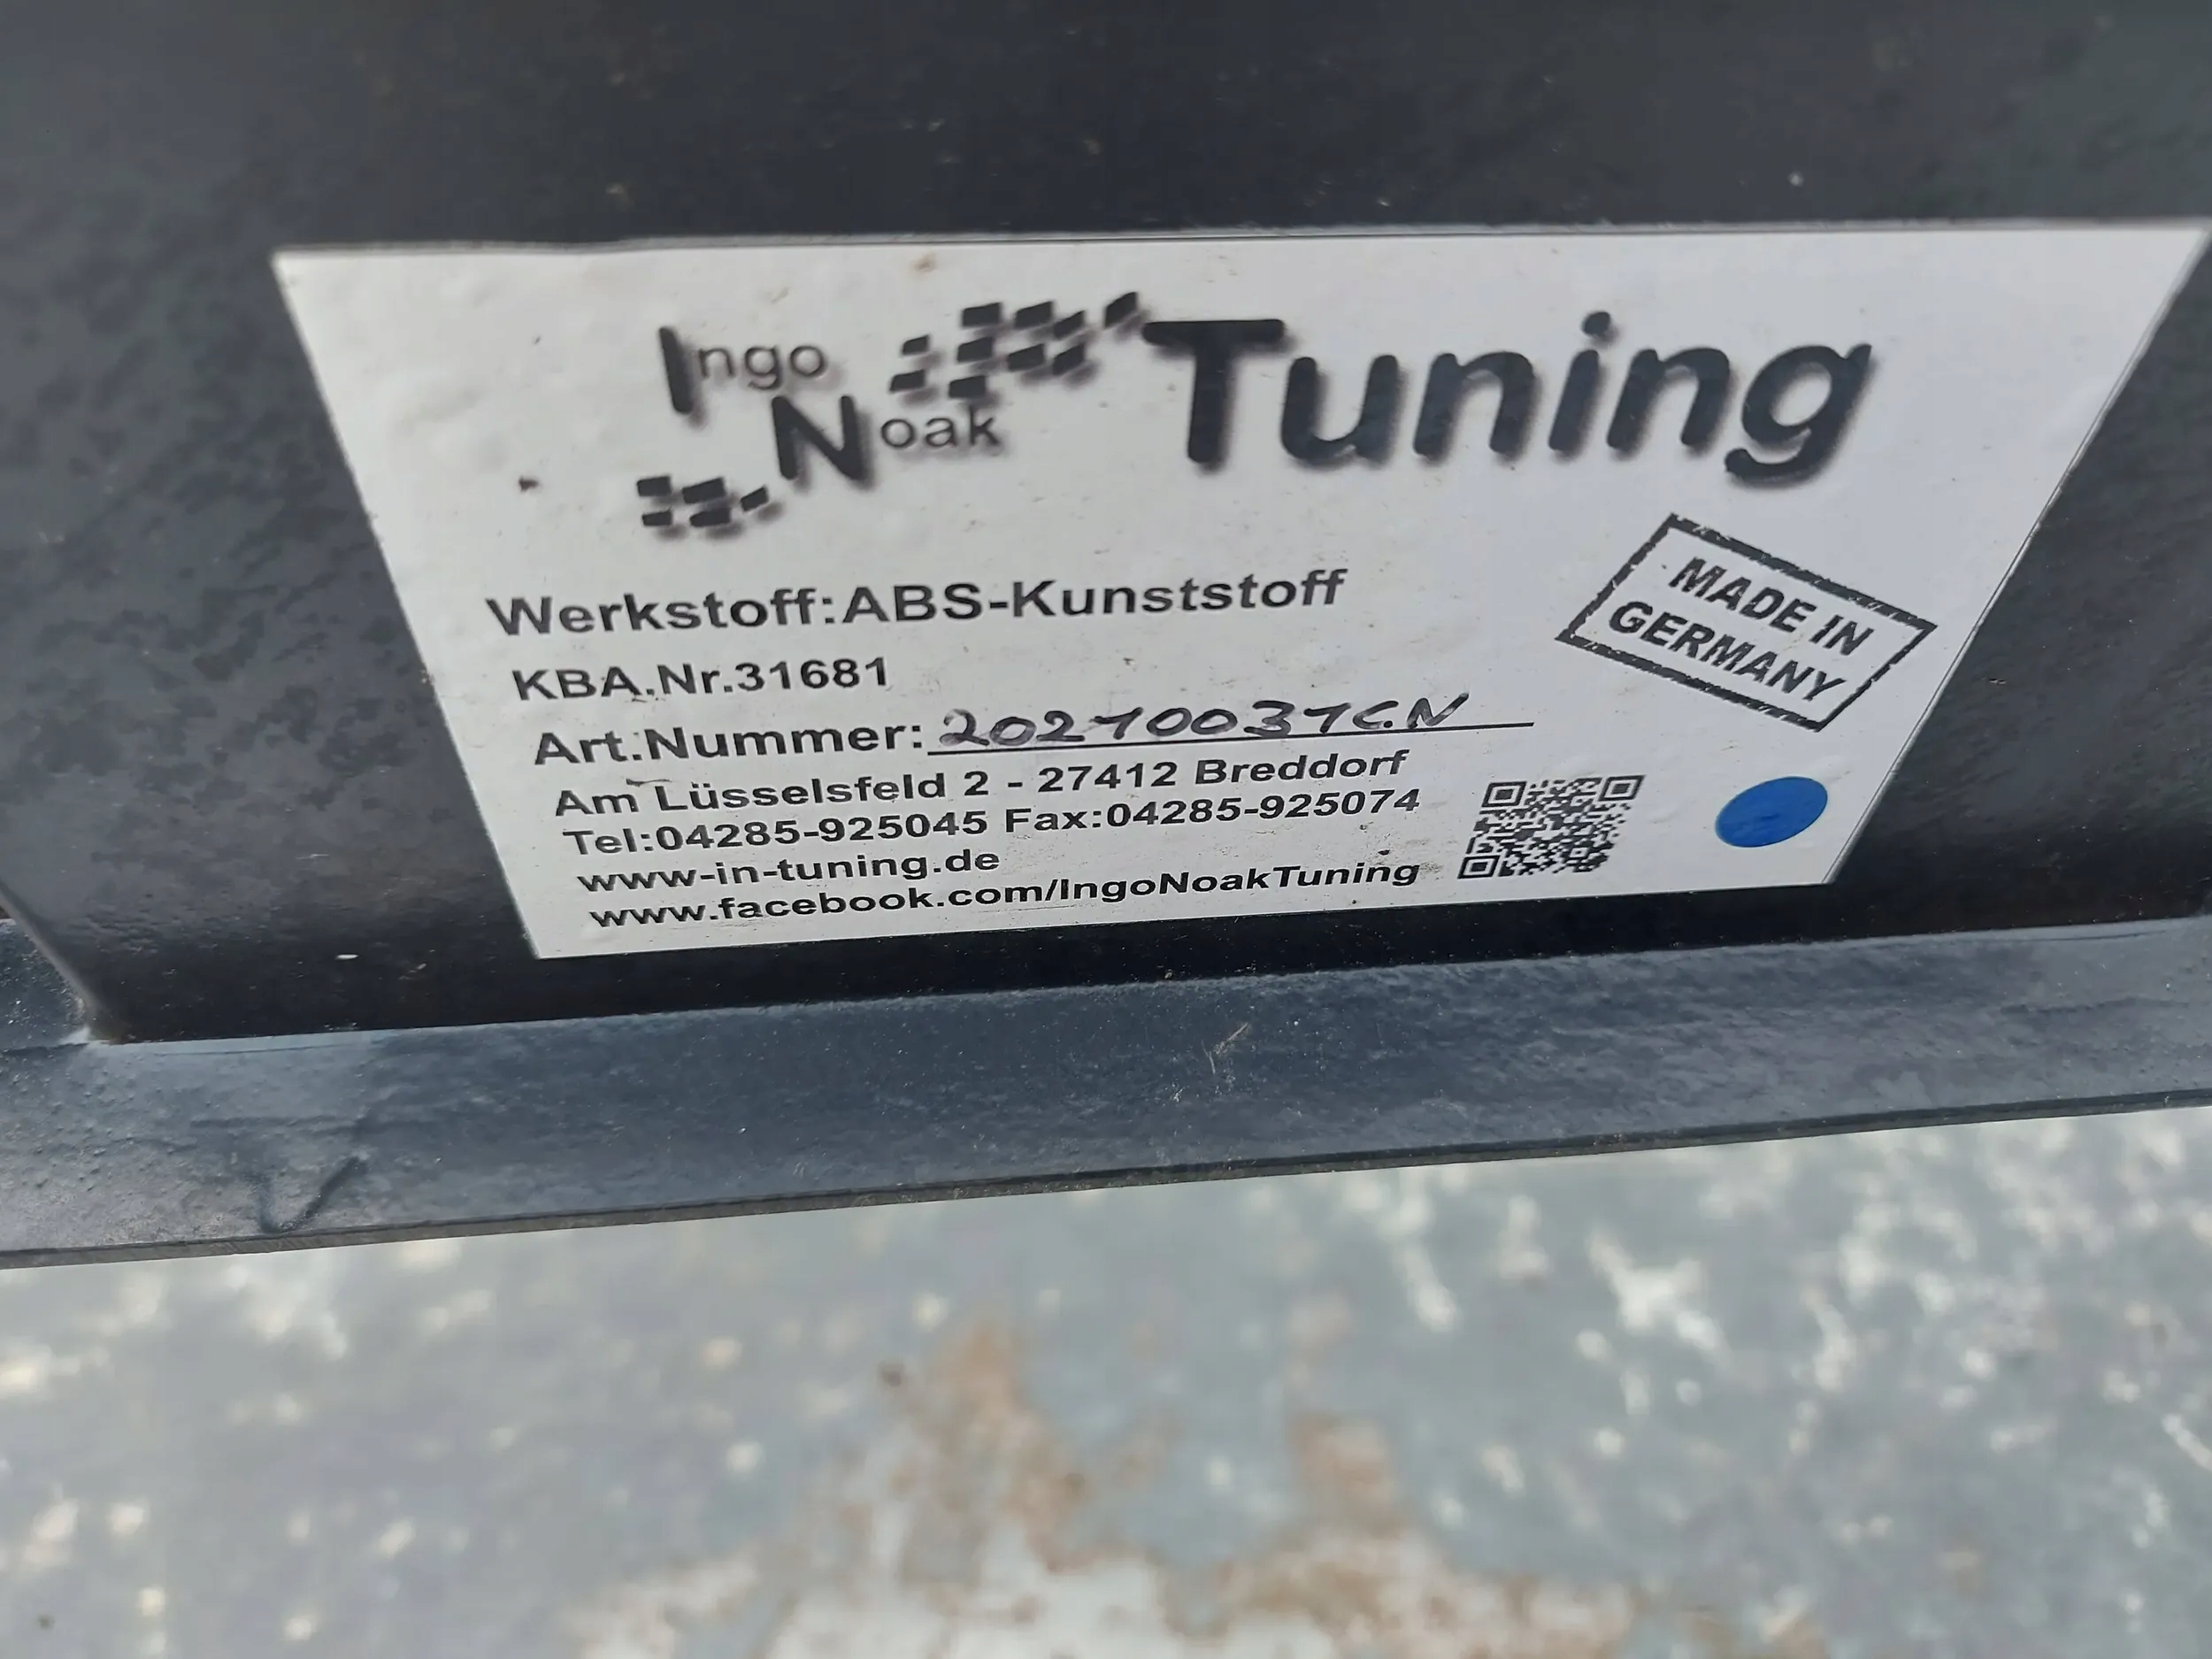 Ingo
Noak
Tuning
Werkstoff:ABS-Kunststoff
MADE IN
GERMANY
KBA.Nr.31681
Art.Nummer:
Am Lüsselsfeld 2 - 27412 Breddorf
Tel:04285-925045 Fax:04285-925074
www-in-tuning.de
www.facebook.com/IngoNoakTuning